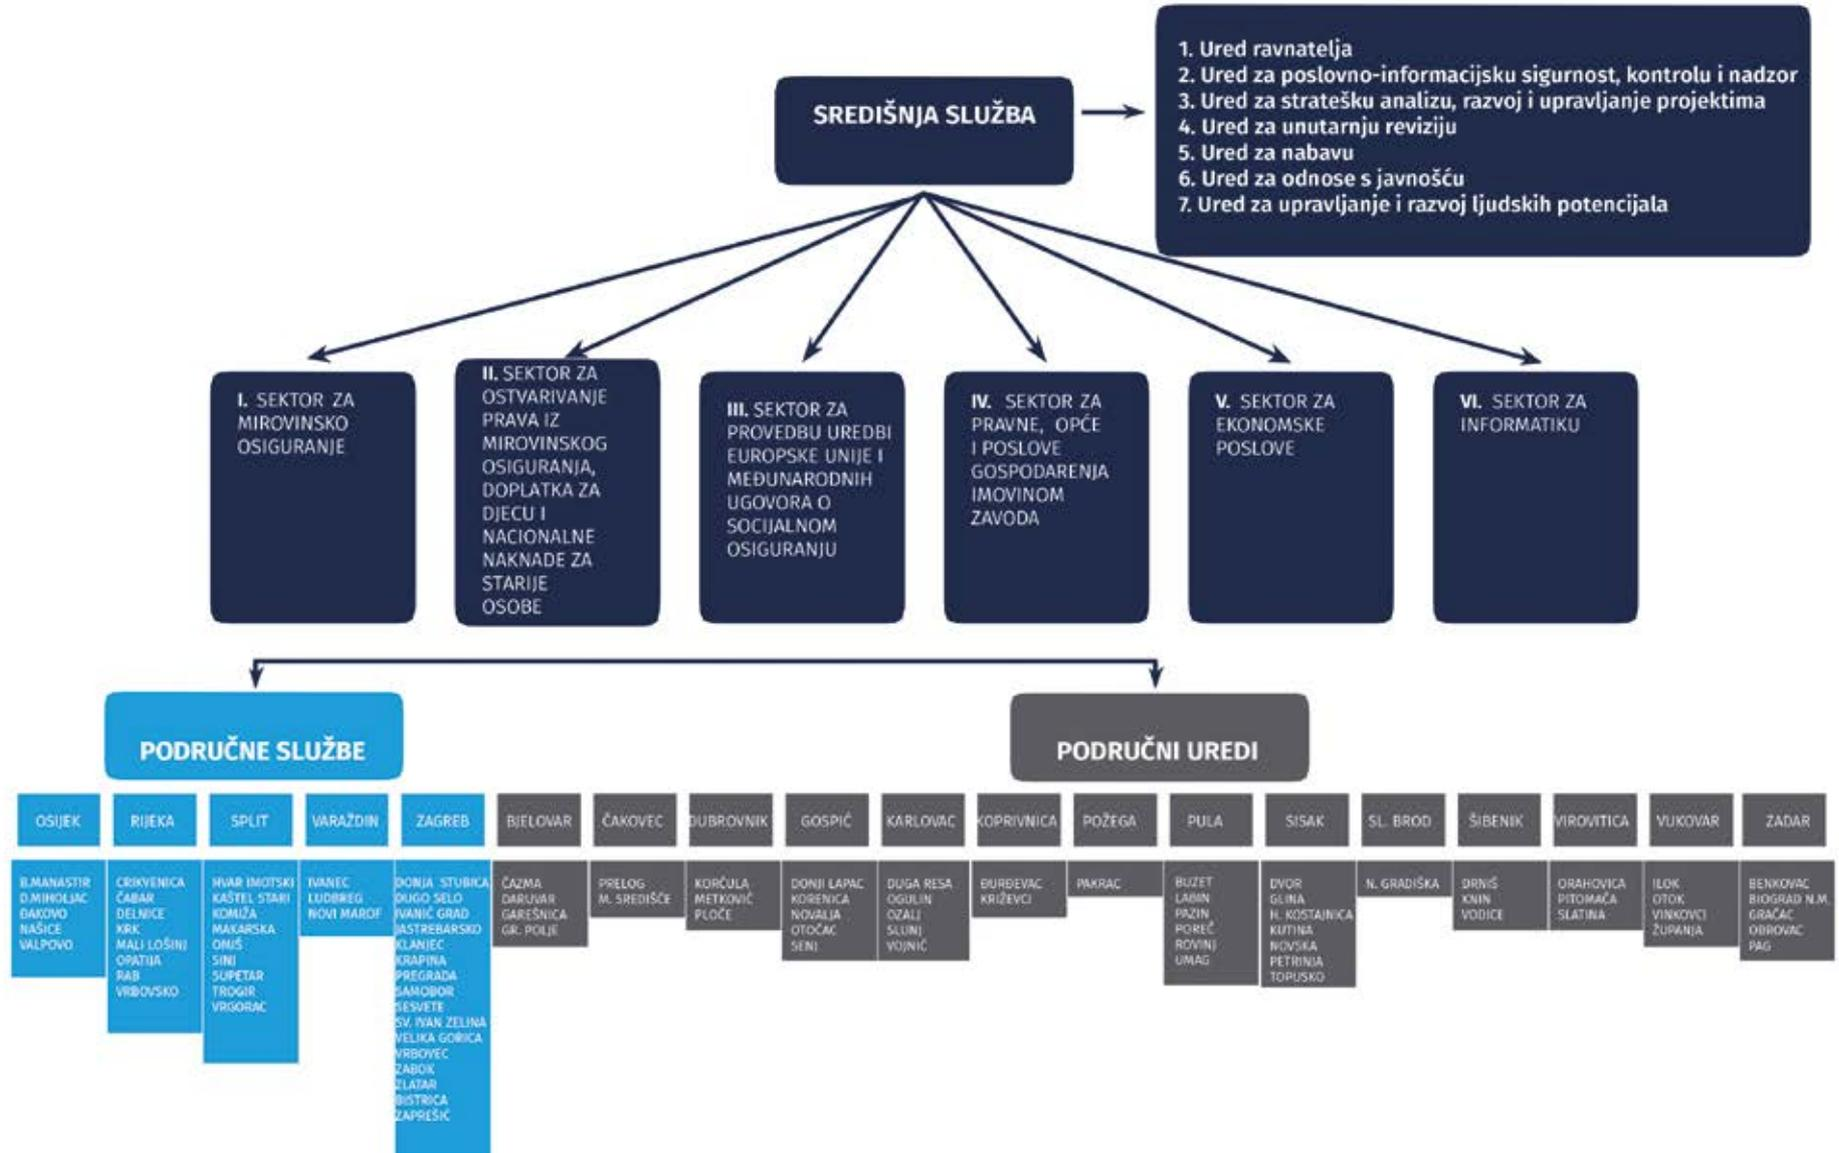 SREDIŠNJA SLUŽBA
1. Ured ravnatelja
2. Ured za poslovno-informacijsku sigurnost, kontrolu i nadzor
3. Ured za stratešku analizu, razvoj i upravljanje projektima
4. Ured za unutarnju reviziju
5. Ured za nabavu
6. Ured za odnose s javnošću
7. Ured za upravljanje i razvoj ljudskih potencijala
I. SEKTOR ZA
MIROVINSKO
OSIGURANJE
II. SEKTOR ZA
OSTVARIVANJE
PRAVA IZ
MIROVINSKOG
OSIGURANJA,
DOPLATKA ZA
DJECU I
NACIONALNE
NAKNADE ZA
STARIJE
OSOBE
III. SEKTOR ZA
PROVEDBU UREDBI
EUROPSKE UNIJE I
MEĐUNARODNIH
UGOVORA O
SOCIJALNOM
OSIGURANJU
IV. SEKTOR ZA
PRAVNE, OPĆE
I POSLOVE
GOSPODARENJA
IMOVINOM
ZAVODA
V. SEKTOR ZA
EKONOMSKE
POSLOVE
VI. SEKTOR ZA
INFORMATIKU
PODRUČNE SLUŽBE
PODRUČNI UREDI
OSIJEK
B.MANASTIR
D.MIHOLJAC
ĐAKOVO
NAŠICE
VALPOVO
RIJEKA
CRIKVENICA
ČABAR
DELNICE
KRK
MALI LOŠINJ
OPATIJA
RAB
VRBOVSKO
SPLIT
HVAR IMOTSKI
KAŠTEL STARI
KOMIŽA
MAKARSKA
OMIŠ
SINJ
SUPETAR
TROGIR
VRGORAC
VARAŽDIN
IVANEC
LUDBREG
NOVI MAROF
ZAGREB
DONJA STUBICA
DUGO SELO
IVANIĆ GRAD
JASTREBARSKO
KLANJEC
KRAPINA
PREGRADA
SAMOBOR
SESVETE
SV. IVAN ZELINA
VELIKA GORICA
VRBOVEC
ZABOK
ZLATAR
BISTRICA
ZAPREŠIĆ
BJELOVAR
ČAZMA
DARUVAR
GAREŠNICA
GR. POLJE
ČAKOVEC
PRELOG
M. SREDIŠĆE
DUBROVNIK
KORČULA
METKOVIĆ
PLOČE
GOSPIĆ
DONJI LAPAC
KORENICA
NOVALJA
OTOČAC
SENJ
KARLOVAC
DUGA RESA
OGULIN
OZALJ
SLUNJ
VOJNIĆ
KOPRIVNICA
ĐURĐEVAC
KRIŽEVCI
POŽEGA
PAKRAC
PULA
BUZET
LABIN
PAZIN
POREČ
ROVINJ
UMAG
SISAK
DVOR
GLINA
H. KOSTAJNICA
KUTINA
NOVSKA
PETRINJA
TOPUSKO
SL. BROD
N. GRADIŠKA
ŠIBENIK
DRNIŠ
KNIN
VODICE
VIROVITICA
ORAHOVICA
PITOMAČA
SLATINA
VUKOVAR
ILOK
OTOK
VINKOVCI
ŽUPANJA
ZADAR
BENKOVAC
BIOGRAD N.M.
GRAČAC
OBROVAC
PAG